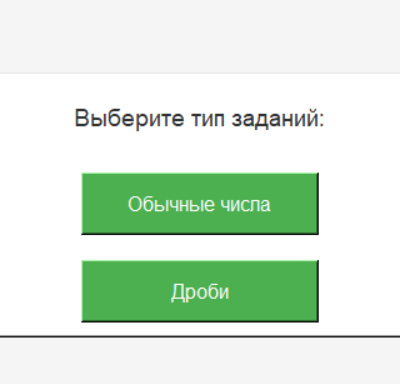 Выберите тип заданий:
Обычные числа
Дроби